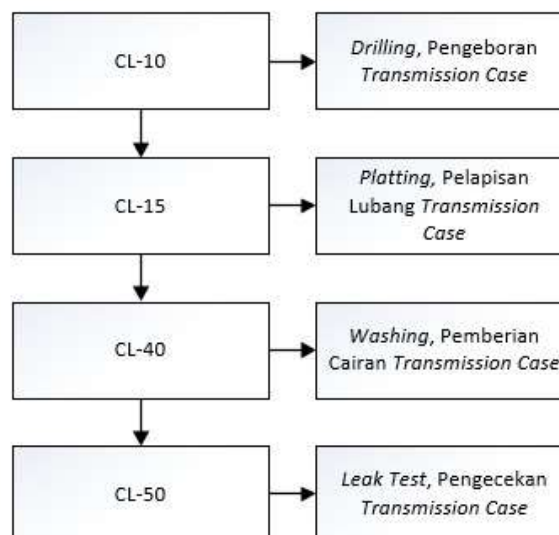 CL-10
Drilling, Pengeboran
Transmission Case
CL-15
Platting, Pelapisan
Lubang Transmission
Case
CL-40
Washing, Pemberian
Cairan Transmission Case
CL-50
Leak Test, Pengecekan
Transmission Case